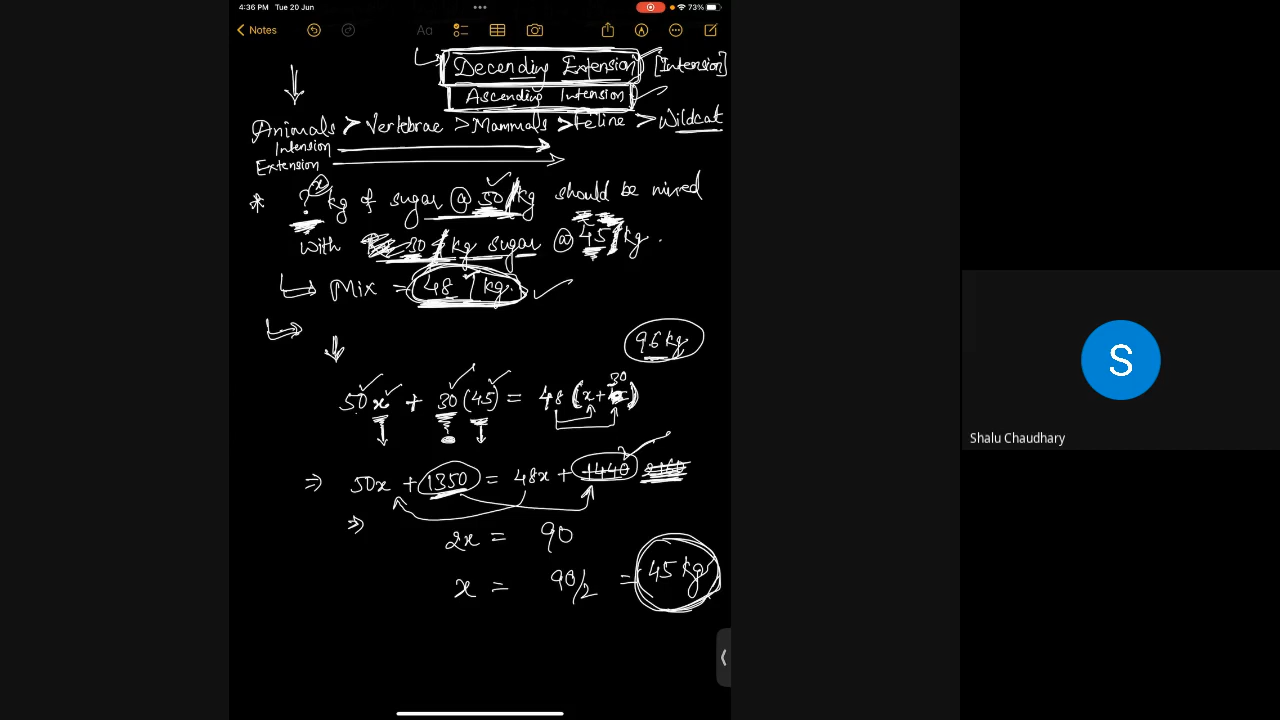 4:36 PM Tue 20 Jun
73%
Notes
Aa
Decending Extension [Intension]
Ascending Intension
Animals > Vertebrae > Mammals > Feline > Wildcat
Intension
Extension
* ? x kg of sugar @ 50/kg should be mixed
with 30 kg sugar @ 45/kg.
Mix = 48/kg.
96kg
50x + 30(45) = 48(x+30)
⇒ 50x + 1350 = 48x + 1440
⇒ 2x = 90
x = 90/2 = 45 kg
S
Shalu Chaudhary